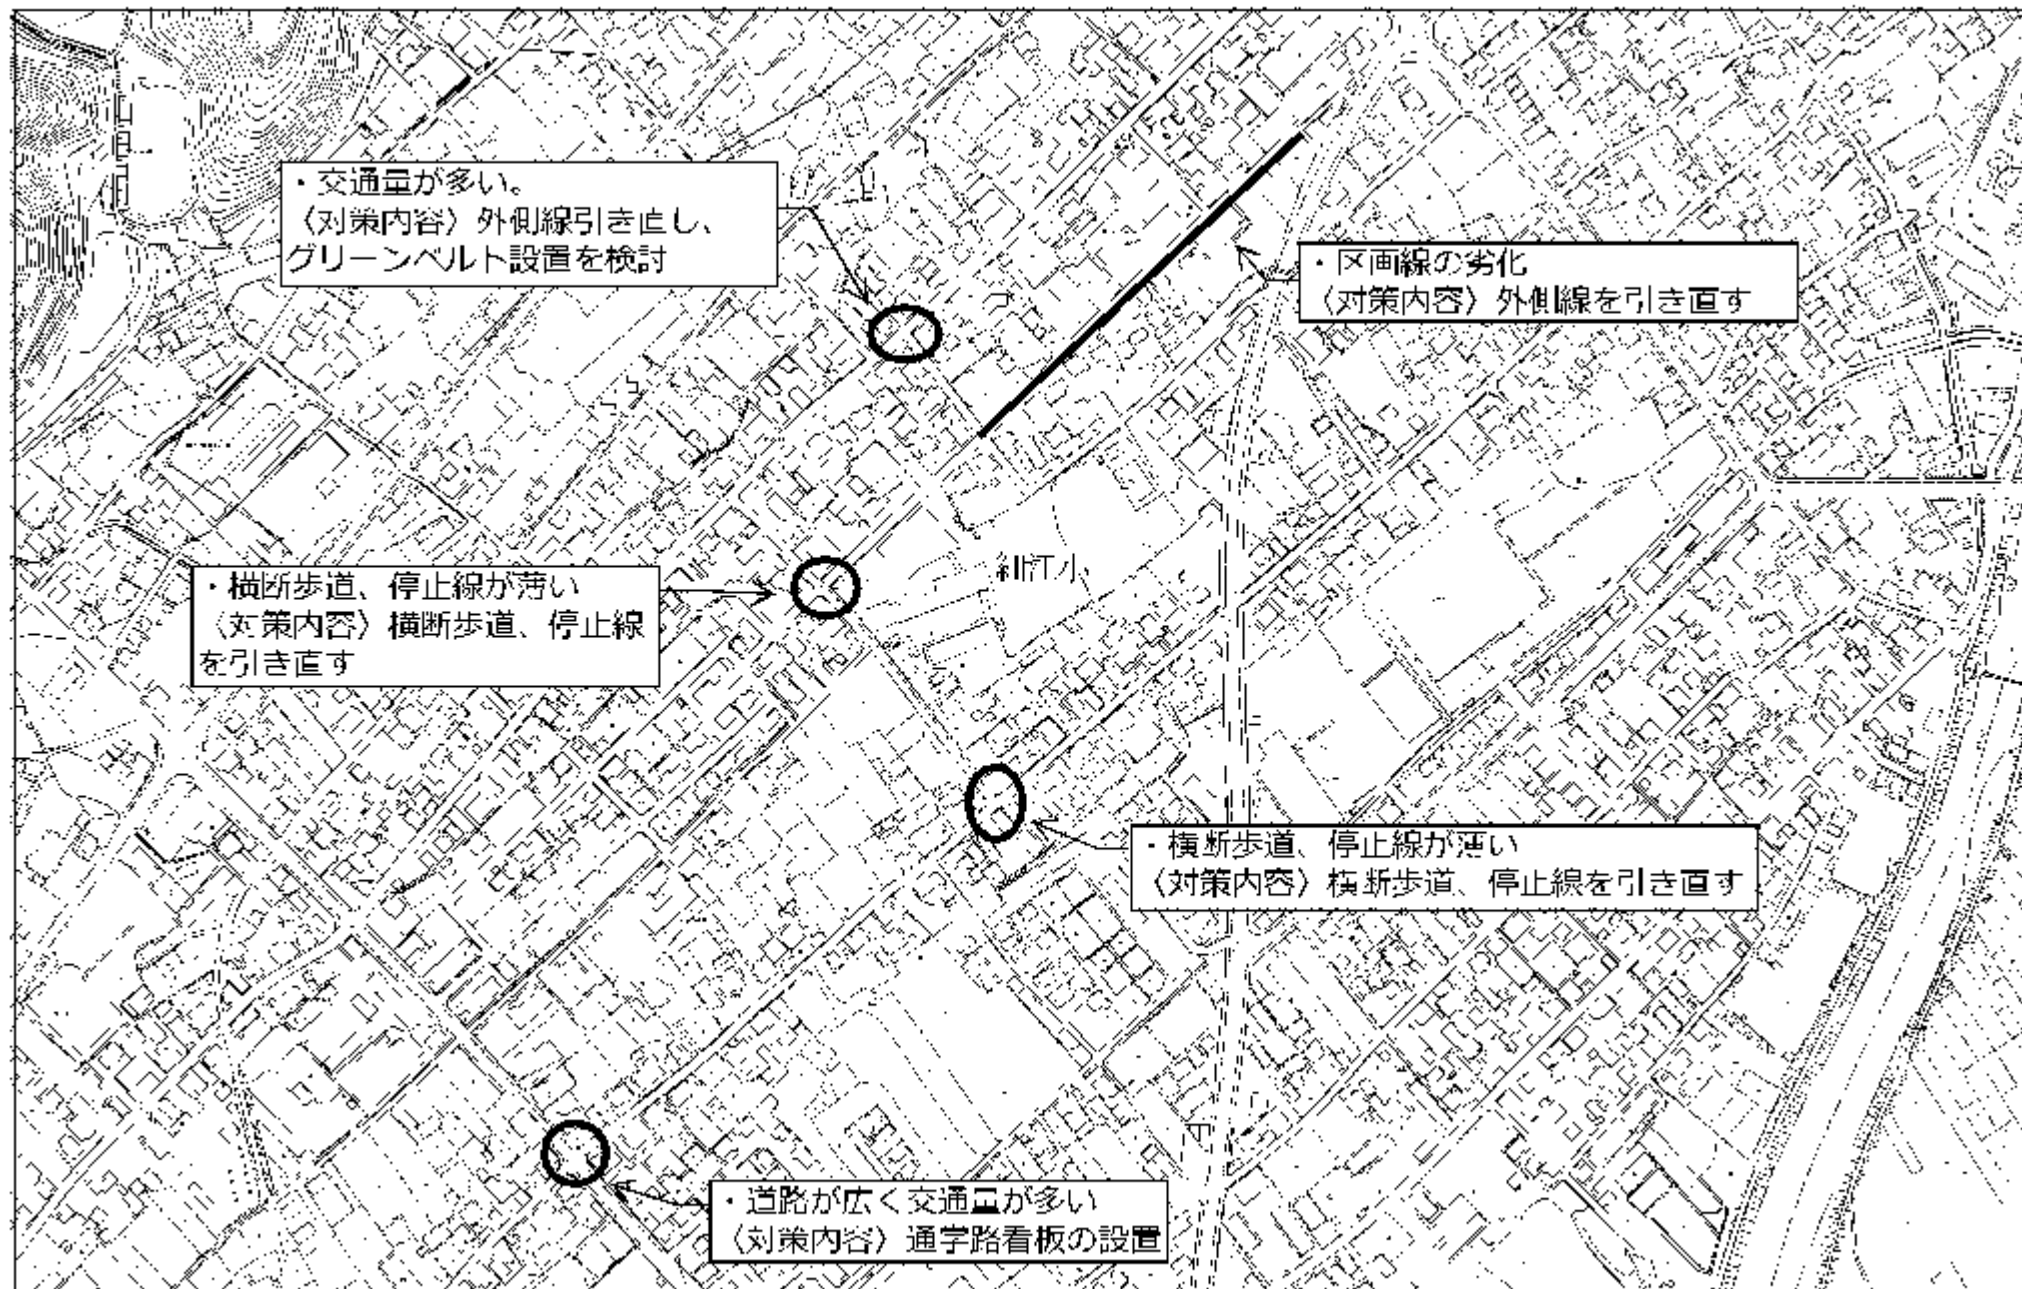 ・交通量が多い。
（対策内容）外側線引き直し、
グリーンベルト設置を検討
・区画線の劣化
（対策内容）外側線を引き直す
・横断歩道、停止線が薄い
（対策内容）横断歩道、停止線
を引き直す
・横断歩道、停止線が薄い
（対策内容）横断歩道、停止線を引き直す
・道路が広く交通量が多い
（対策内容）通学路看板の設置